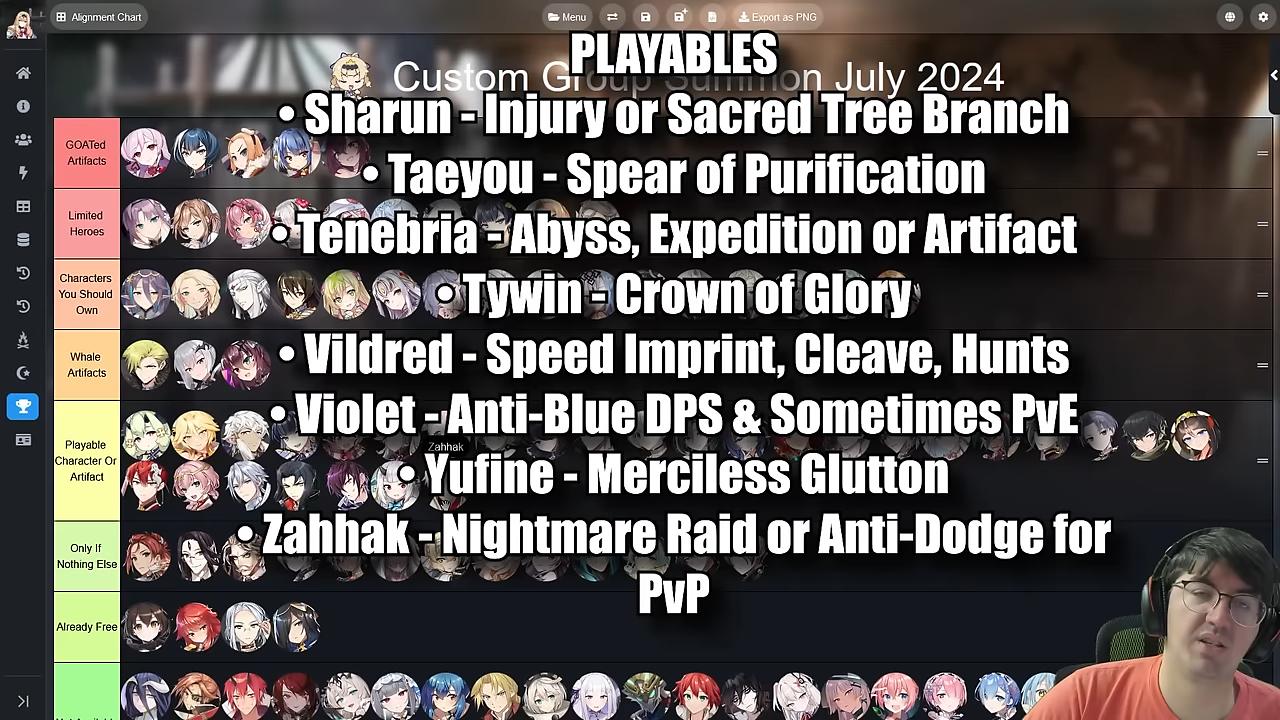 Alignment Chart
Menu
Export as PNG
PLAYABLES
Custom Group Summon July 2024
• Sharun - Injury or Sacred Tree Branch
GOATed
Artifacts
• Taeyou - Spear of Purification
Limited
Heroes
• Tenebria - Abyss, Expedition or Artifact
Characters
You Should
Own
• Tywin - Crown of Glory
Whale
Artifacts
• Vildred - Speed Imprint, Cleave, Hunts
• Violet - Anti-Blue DPS & Sometimes PvE
Zahhak
Playable
Character Or
Artifact
• Yufine - Merciless Glutton
Only If
Nothing Else
• Zahhak - Nightmare Raid or Anti-Dodge for
PvP
Already Free